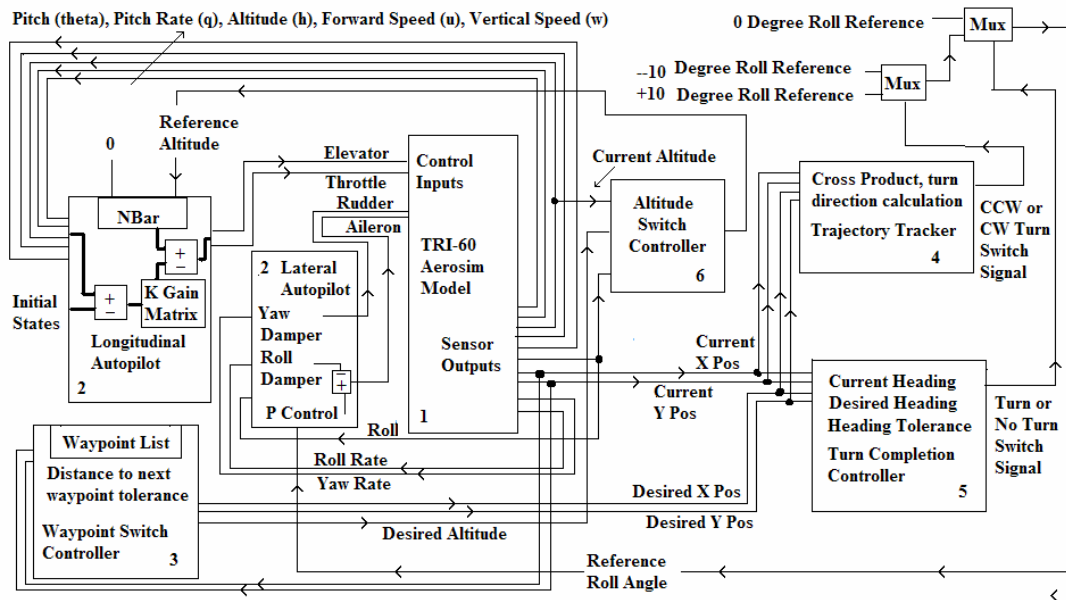 Pitch (theta), Pitch Rate (q), Altitude (h), Forward Speed (u), Vertical Speed (w)
0 Degree Roll Reference
Mux
--10 Degree Roll Reference
+10 Degree Roll Reference
Mux
0
Reference
Altitude
NBar
+
−
+
−
K Gain
Matrix
Initial
States
Longitudinal
Autopilot
2
Elevator
Throttle
Rudder
Aileron
2 Lateral
Autopilot
Yaw
Damper
Roll
Damper
−
+
P Control
Control
Inputs
TRI-60
Aerosim
Model
Sensor
Outputs
1
Current Altitude
Altitude
Switch
Controller
6
Cross Product, turn
direction calculation
Trajectory Tracker
4
CCW or
CW Turn
Switch
Signal
Current
X Pos
Current
Y Pos
Current Heading
Desired Heading
Heading Tolerance
Turn Completion
Controller
5
Turn or
No Turn
Switch
Signal
Roll
Roll Rate
Yaw Rate
Waypoint List
Distance to next
waypoint tolerance
Waypoint Switch
Controller
3
Desired X Pos
Desired Y Pos
Desired Altitude
Reference
Roll Angle